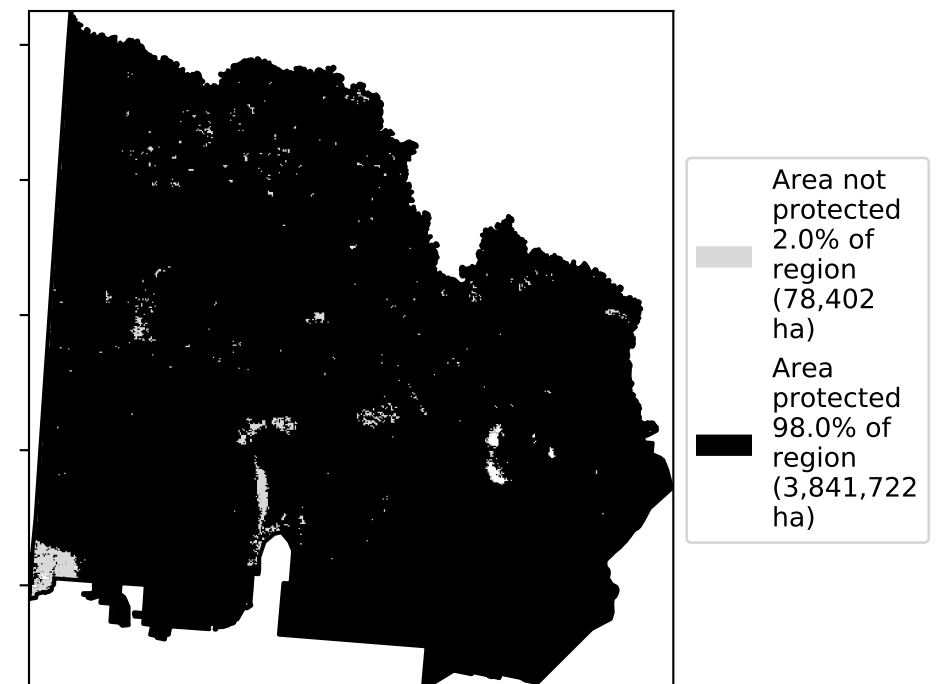 Area not
protected
2.0% of
region
(78,402
ha)
Area
protected
98.0% of
region
(3,841,722
ha)